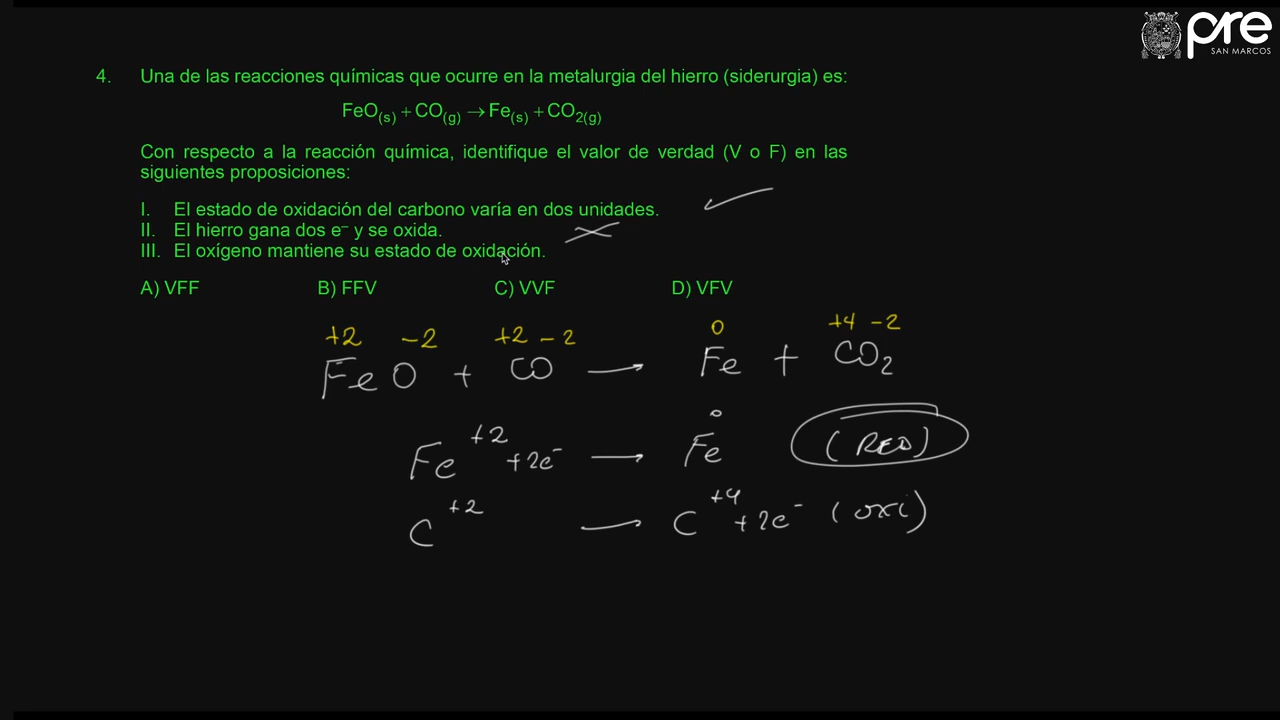 pre
SAN MARCOS
4. Una de las reacciones químicas que ocurre en la metalurgia del hierro (siderurgia) es:
FeO(s) + CO(g) → Fe(s) + CO2(g)
Con respecto a la reacción química, identifique el valor de verdad (V o F) en las
siguientes proposiciones:
I. El estado de oxidación del carbono varía en dos unidades.
II. El hierro gana dos e– y se oxida.
III. El oxígeno mantiene su estado de oxidación.
A) VFF B) FFV C) VVF D) VFV
+2 -2 +2 -2 0 +4 -2
FeO + CO → Fe + CO2
Fe+2 +2e- → Fe0 (RED)
C+2 → C+4 +2e- (oxi)